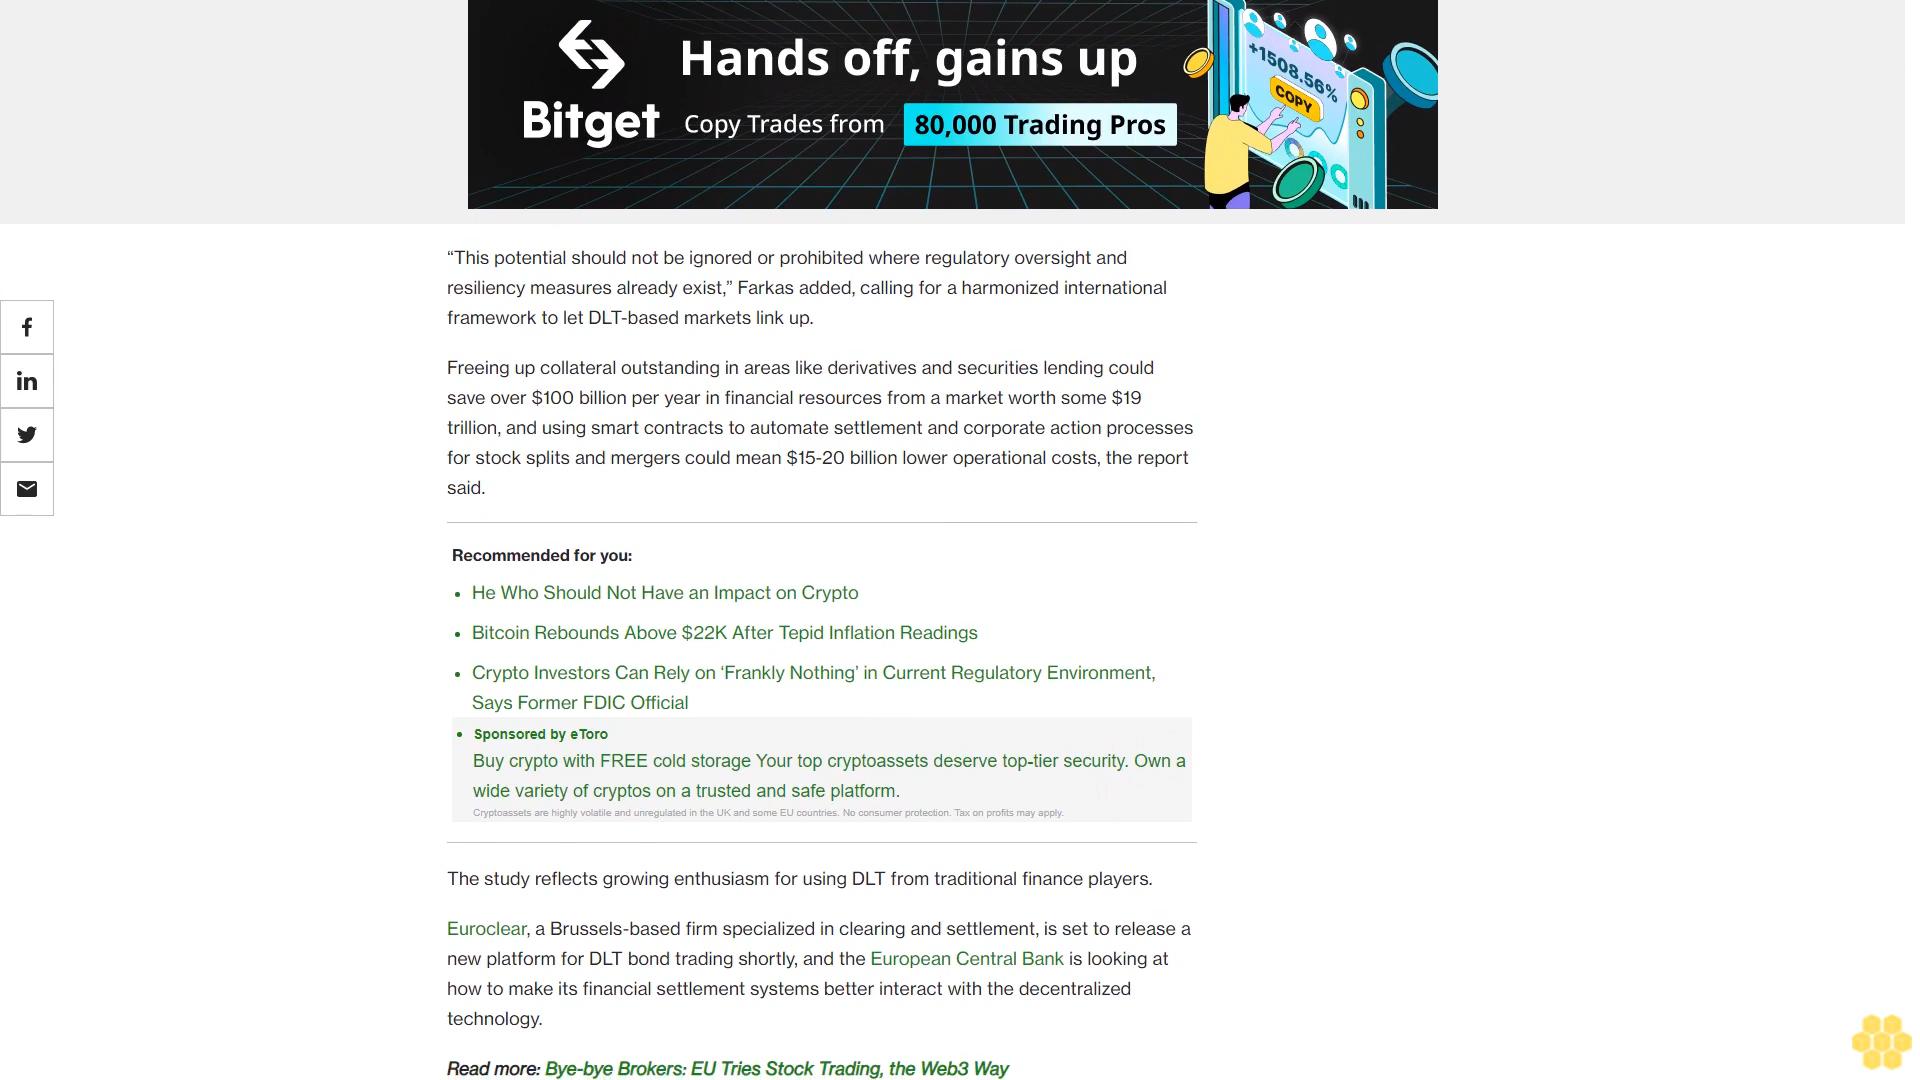 Hands off, gains up
Bitget
Copy Trades from 80,000 Trading Pros
+1508.56%
COPY
“This potential should not be ignored or prohibited where regulatory oversight and
resiliency measures already exist,” Farkas added, calling for a harmonized international
framework to let DLT-based markets link up.
Freeing up collateral outstanding in areas like derivatives and securities lending could
save over $100 billion per year in financial resources from a market worth some $19
trillion, and using smart contracts to automate settlement and corporate action processes
for stock splits and mergers could mean $15-20 billion lower operational costs, the report
said.
Recommended for you:
• He Who Should Not Have an Impact on Crypto
• Bitcoin Rebounds Above $22K After Tepid Inflation Readings
• Crypto Investors Can Rely on ‘Frankly Nothing’ in Current Regulatory Environment,
Says Former FDIC Official
• Sponsored by eToro
Buy crypto with FREE cold storage Your top cryptoassets deserve top-tier security. Own a
wide variety of cryptos on a trusted and safe platform.
Cryptoassets are highly volatile and unregulated in the UK and some EU countries. No consumer protection. Tax on profits may apply.
The study reflects growing enthusiasm for using DLT from traditional finance players.
Euroclear, a Brussels-based firm specialized in clearing and settlement, is set to release a
new platform for DLT bond trading shortly, and the European Central Bank is looking at
how to make its financial settlement systems better interact with the decentralized
technology.
Read more: Bye-bye Brokers: EU Tries Stock Trading, the Web3 Way